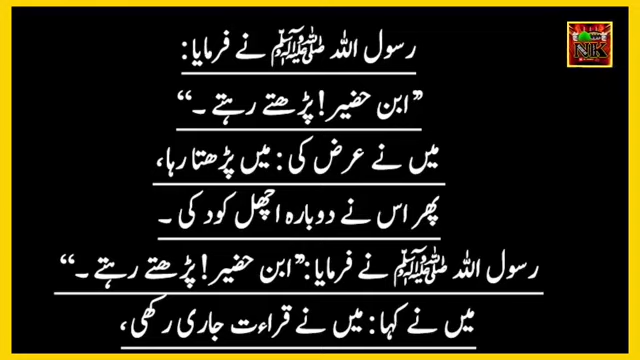 رسول اللہ ﷺ نے فرمایا:
”ابن حضیر! پڑھتے رہتے۔“
میں نے عرض کی: میں پڑھتا رہا،
پھر اس نے دوبارہ اچھل کود کی۔
رسول اللہ ﷺ نے فرمایا: ”ابن حضیر! پڑھتے رہتے۔“
میں نے کہا: میں نے قراءت جاری رکھی،
NK